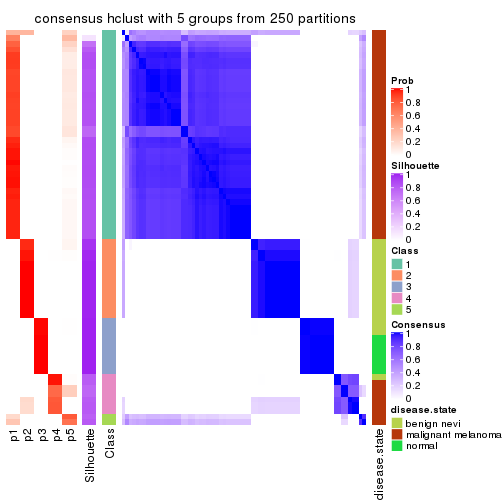 consensus hclust with 5 groups from 250 partitions
Prob
1
0.8
0.6
0.4
0.2
0
Silhouette
1
0.8
0.6
0.4
0.2
0
Class
1
2
3
4
5
Consensus
1
0.8
0.6
0.4
0.2
0
disease.state
benign nevi
malignant melanoma
normal
p1
p2
p3
p4
p5
Silhouette
Class
disease.state